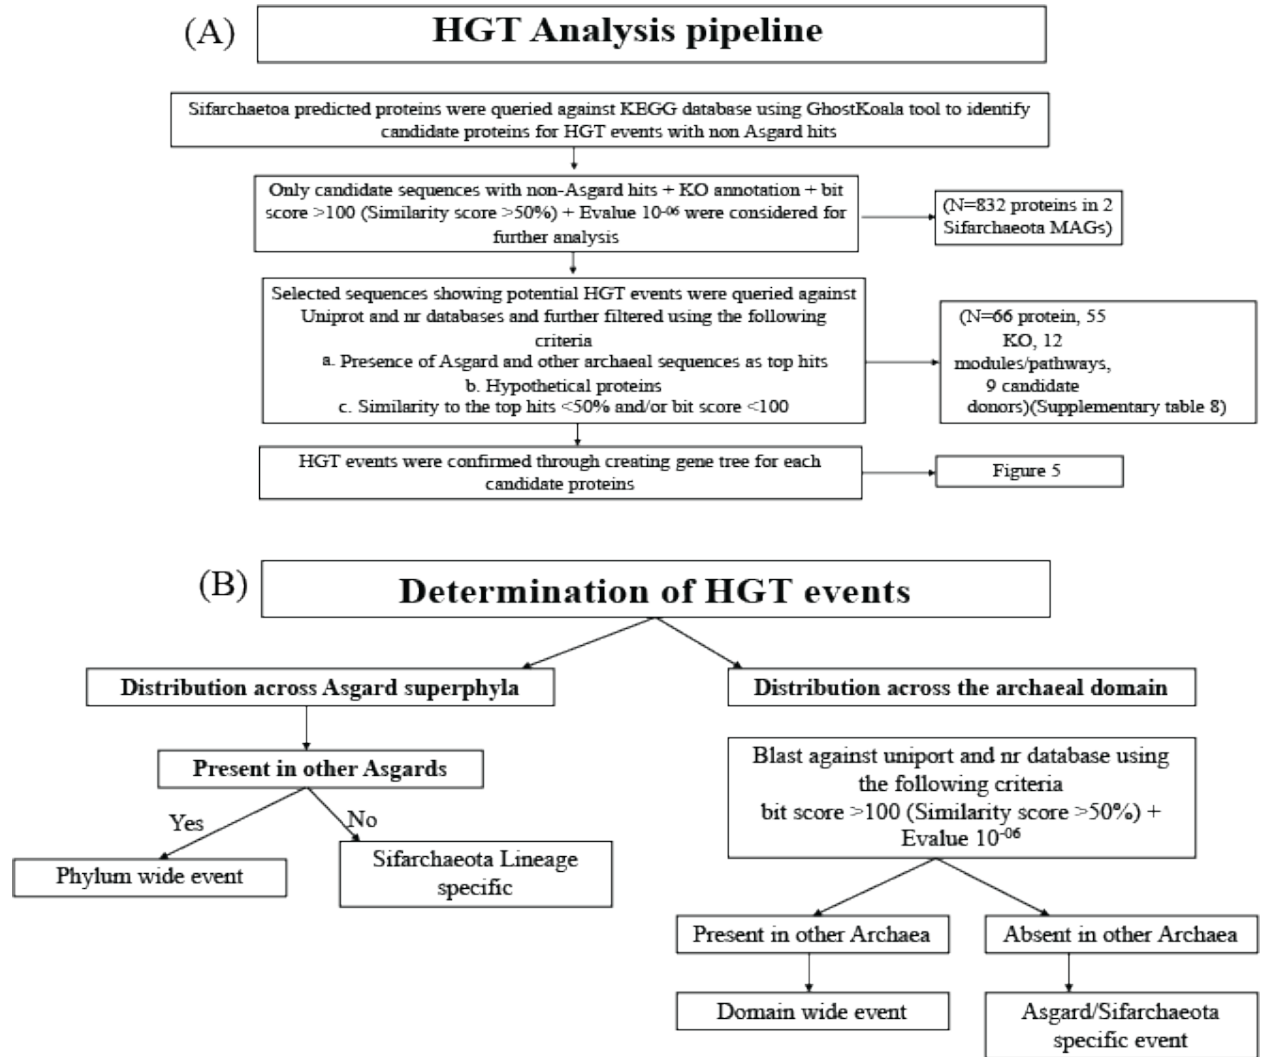 (A)
HGT Analysis pipeline
Sifarchaetoa predicted proteins were queried against KEGG database using GhostKoala tool to identify
candidate proteins for HGT events with non Asgard hits
Only candidate sequences with non-Asgard hits + KO annotation + bit
score >100 (Similarity score >50%) + Evalue 10⁻⁰⁶ were considered for
further analysis
(N=832 proteins in 2
Sifarchaeota MAGs)
Selected sequences showing potential HGT events were queried against
Uniprot and nr databases and further filtered using the following
criteria
a. Presence of Asgard and other archaeal sequences as top hits
b. Hypothetical proteins
c. Similarity to the top hits <50% and/or bit score <100
(N=66 protein, 55
KO, 12
modules/pathways,
9 candidate
donors)(Supplementary table 8)
HGT events were confirmed through creating gene tree for each
candidate proteins
Figure 5
(B)
Determination of HGT events
Distribution across Asgard superphyla
Present in other Asgards
Yes
No
Phylum wide event
Sifarchaeota Lineage
specific
Distribution across the archaeal domain
Blast against uniport and nr database using
the following criteria
bit score >100 (Similarity score >50%) +
Evalue 10⁻⁰⁶
Present in other Archaea
Absent in other Archaea
Domain wide event
Asgard/Sifarchaeota
specific event